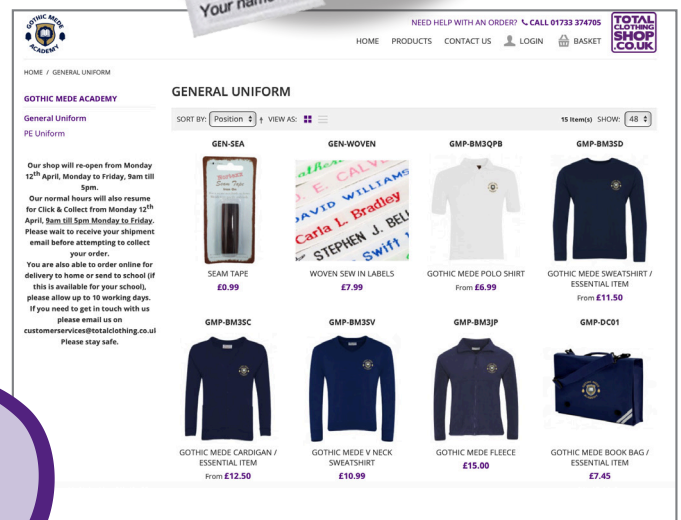 Your name
GOTHIC MEDE
ACADEMY
NEED HELP WITH AN ORDER? CALL 01733 374705
TOTAL
CLOTHING
SHOP
.CO.UK
HOME PRODUCTS CONTACT US LOGIN BASKET
HOME / GENERAL UNIFORM
GOTHIC MEDE ACADEMY
General Uniform
PE Uniform
Our shop will re-open from Monday
12th April, Monday to Friday, 9am till
5pm.
Our normal hours will also resume
for Click & Collect from Monday 12th
April, 9am till 5pm Monday to Friday.
Please wait to receive your shipment
email before attempting to collect
your order.
You are also able to order online for
delivery to home or send to school (if
this is available for your school),
please allow up to 10 working days.
If you need to get in touch with us
please email us on
customerservices@totalclothing.co.uk
Please stay safe.
GENERAL UNIFORM
SORT BY: Position VIEW AS:
15 Item(s) SHOW: 48
GEN-SEA GEN-WOVEN GMP-BM3QPB GMP-BM3SD
Seam Tape
J. E. CALV
DAVID WILLIAMS
Carla L. Bradley
STEPHEN J. BELL
Swift
SEAM TAPE
£0.99
WOVEN SEW IN LABELS
£7.99
GOTHIC MEDE POLO SHIRT
From £6.99
GOTHIC MEDE SWEATSHIRT /
ESSENTIAL ITEM
From £11.50
GMP-BM3SC GMP-BM3SV GMP-BM3JP GMP-DC01
GOTHIC MEDE CARDIGAN /
ESSENTIAL ITEM
From £12.50
GOTHIC MEDE V NECK
SWEATSHIRT
£10.99
GOTHIC MEDE FLEECE
£15.00
GOTHIC MEDE BOOK BAG /
ESSENTIAL ITEM
£7.45